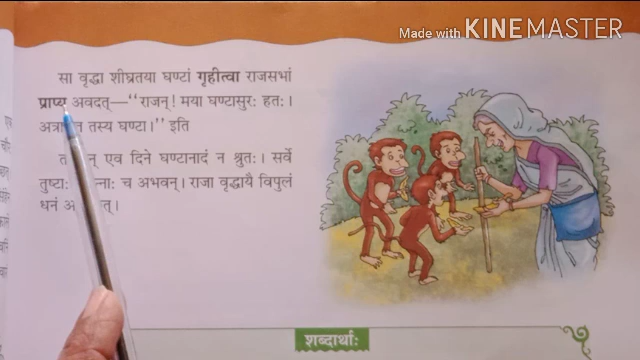 Made with KINEMASTER
सा वृद्धा शीघ्रतया घण्टां गृहीत्वा राजसभां
प्राप्य अवदत्—‘‘राजन्! मया घण्टासुरः हतः।
तस्य घण्टा।’’ इति
एव दिने घण्टानादं न श्रुतः। सर्वे
तुष्टाः च अभवन्। राजा वृद्धायै विपुलं
धनं
शब्दार्थाः